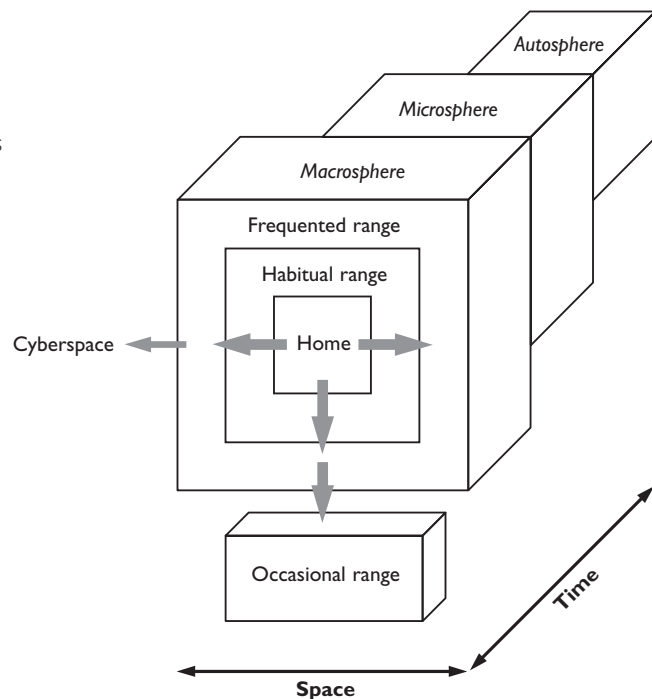 Autosphere
Microsphere
Macrosphere
Frequented range
Habitual range
Cyberspace
Home
Occasional range
Time
Space